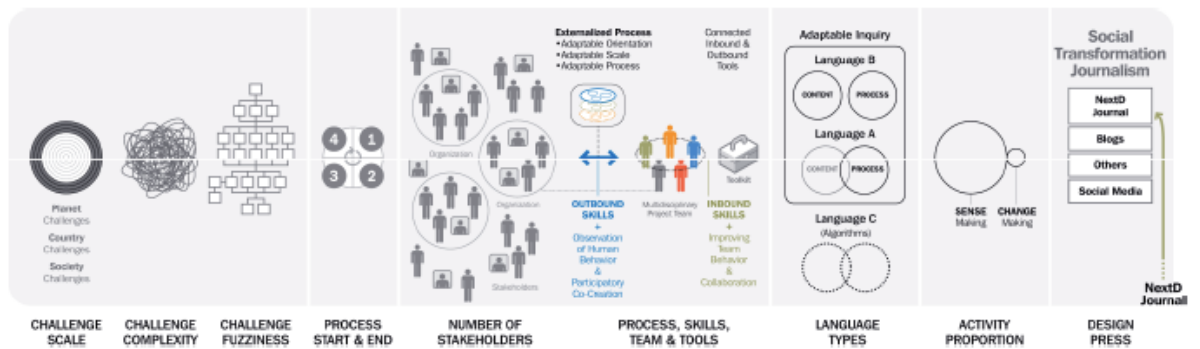 Planet
Challenges
Country
Challenges
Society
Challenges
4 1
3 2
Organization
Organization
Stakeholders
Externalized Process
•Adaptable Orientation
•Adaptable Scale
•Adaptable Process
Connected
Inbound &
Outbound
Tools
Toolkit
Multidisciplinary
Project Team
OUTBOUND
SKILLS
+
Observation
of Human
Behavior
&
Participatory
Co-Creation
INBOUND
SKILLS
+
Improving
Team
Behavior
&
Collaboration
Adaptable Inquiry
Language B
CONTENT PROCESS
Language A
CONTENT PROCESS
Language C
(Algorithms)
SENSE
Making
CHANGE
Making
Social
Transformation
Journalism
NextD
Journal
Blogs
Others
Social Media
NextD
Journal
CHALLENGE
SCALE
CHALLENGE
COMPLEXITY
CHALLENGE
FUZZINESS
PROCESS
START & END
NUMBER OF
STAKEHOLDERS
PROCESS, SKILLS,
TEAM & TOOLS
LANGUAGE
TYPES
ACTIVITY
PROPORTION
DESIGN
PRESS